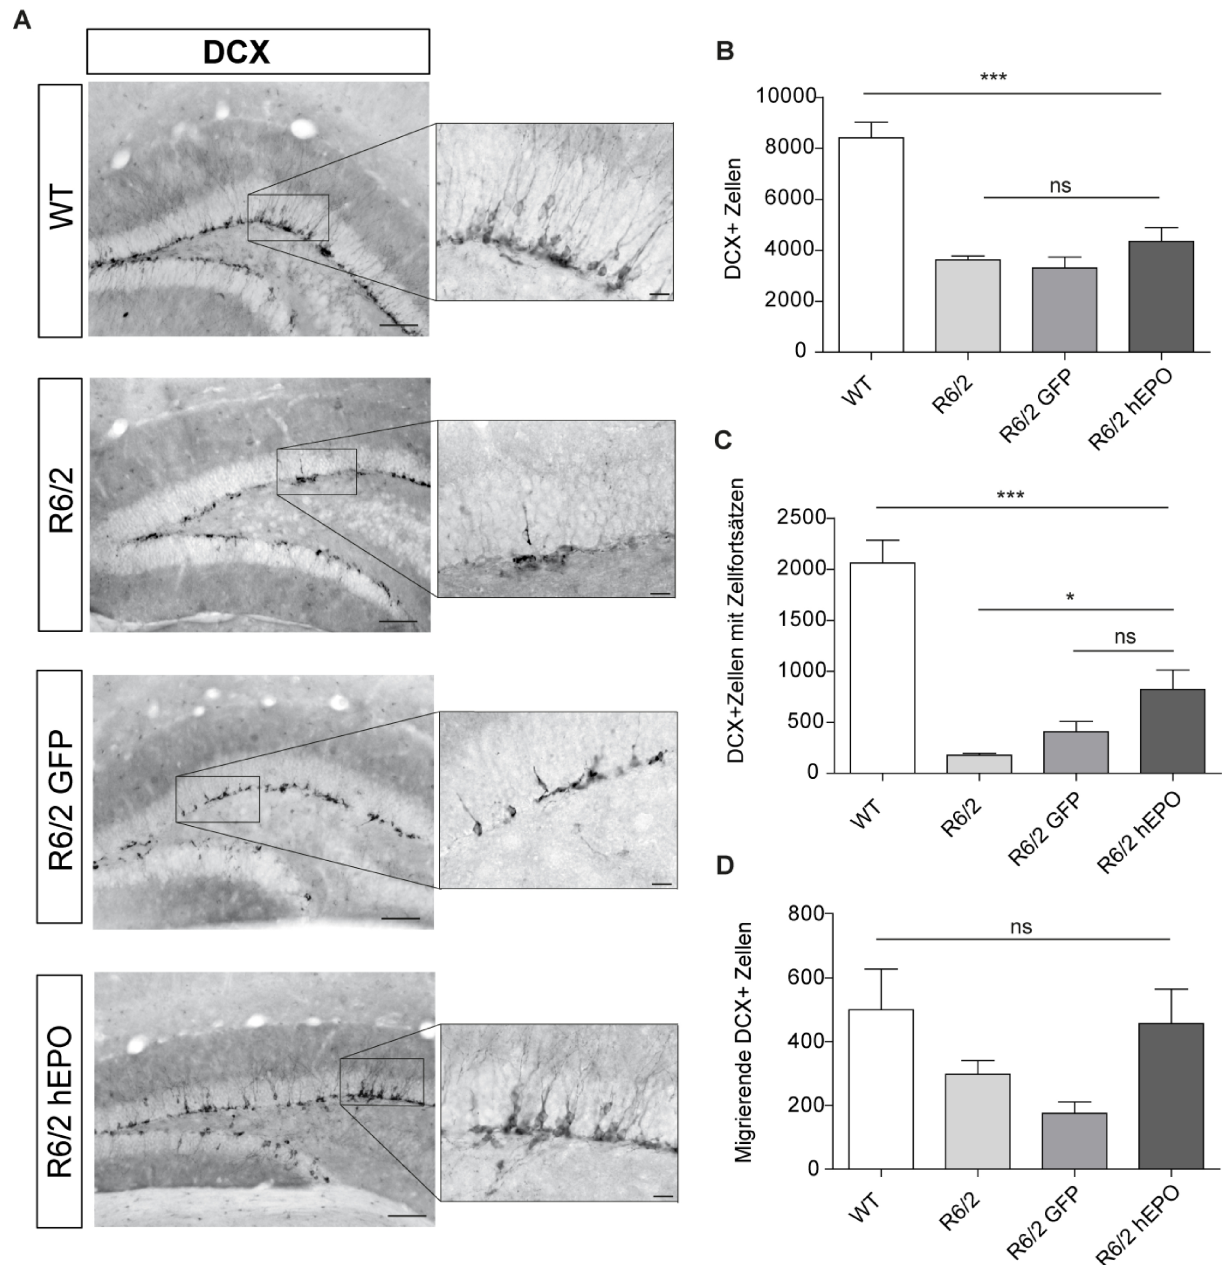 A
DCX
WT
R6/2
R6/2 GFP
R6/2 hEPO
B
***
ns
DCX+ Zellen
10000
8000
6000
4000
2000
0
WT
R6/2
R6/2 GFP
R6/2 hEPO
C
***
*
ns
DCX+Zellen mit Zellfortsätzen
2500
2000
1500
1000
500
0
WT
R6/2
R6/2 GFP
R6/2 hEPO
D
ns
Migrierende DCX+ Zellen
800
600
400
200
0
WT
R6/2
R6/2 GFP
R6/2 hEPO